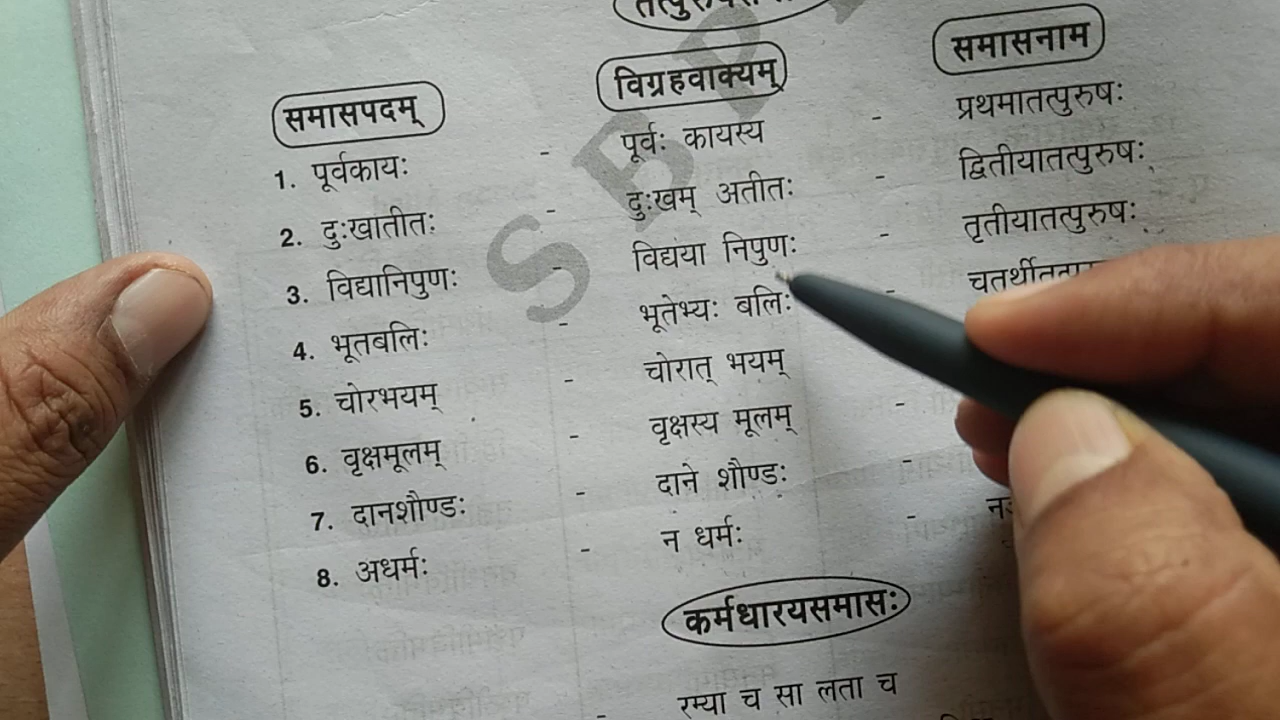 समासपदम् विग्रहवाक्यम् समासनाम
1. पूर्वकायः - पूर्वः कायस्य - प्रथमातत्पुरुषः
2. दुःखातीतः - दुःखम् अतीतः - द्वितीयातत्पुरुषः
3. विद्यानिपुणः - विद्यया निपुणः - तृतीयातत्पुरुषः
4. भूतबलिः - भूतेभ्यः बलिः -
5. चोरभयम् - चोरात् भयम्
6. वृक्षमूलम् - वृक्षस्य मूलम् -
7. दानशौण्डः - दाने शौण्डः -
8. अधर्मः - न धर्मः -
कर्मधारयसमासः
- रम्या च सा लता च